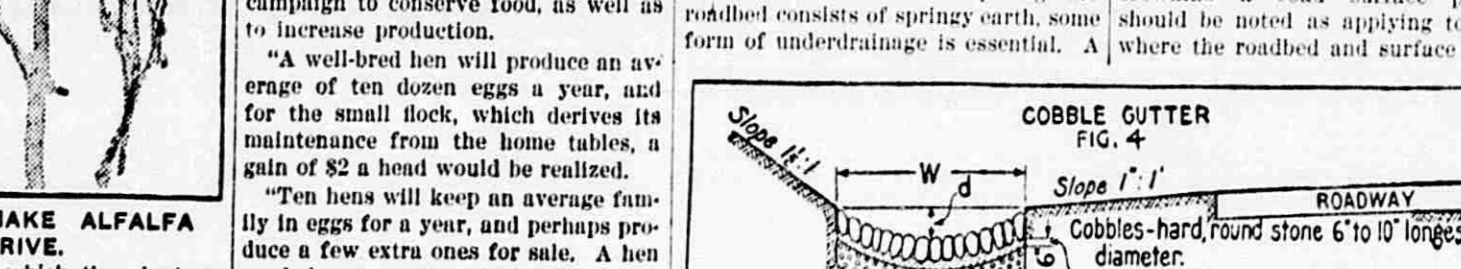 AKE ALFALFA
RIVE.
campaign to conserve food, as well as
to increase production.
"A well-bred hen will produce an av-
erage of ten dozen eggs a year, and
for the small flock, which derives its
maintenance from the home tables, a
gain of $2 a head would be realized.
"Ten hens will keep an average fam-
ily in eggs for a year, and perhaps pro-
duce a few extra ones for sale. A hen
roadbed consists of springy earth, some
form of underdrainage is essential. A
should be noted as applying to
where the roadbed and surface
COBBLE GUTTER
FIG. 4
Slope 1½:1
W
d
Slope 1":1'
ROADWAY
Cobbles-hard, round stone 6" to 10" longes
diameter.
6"